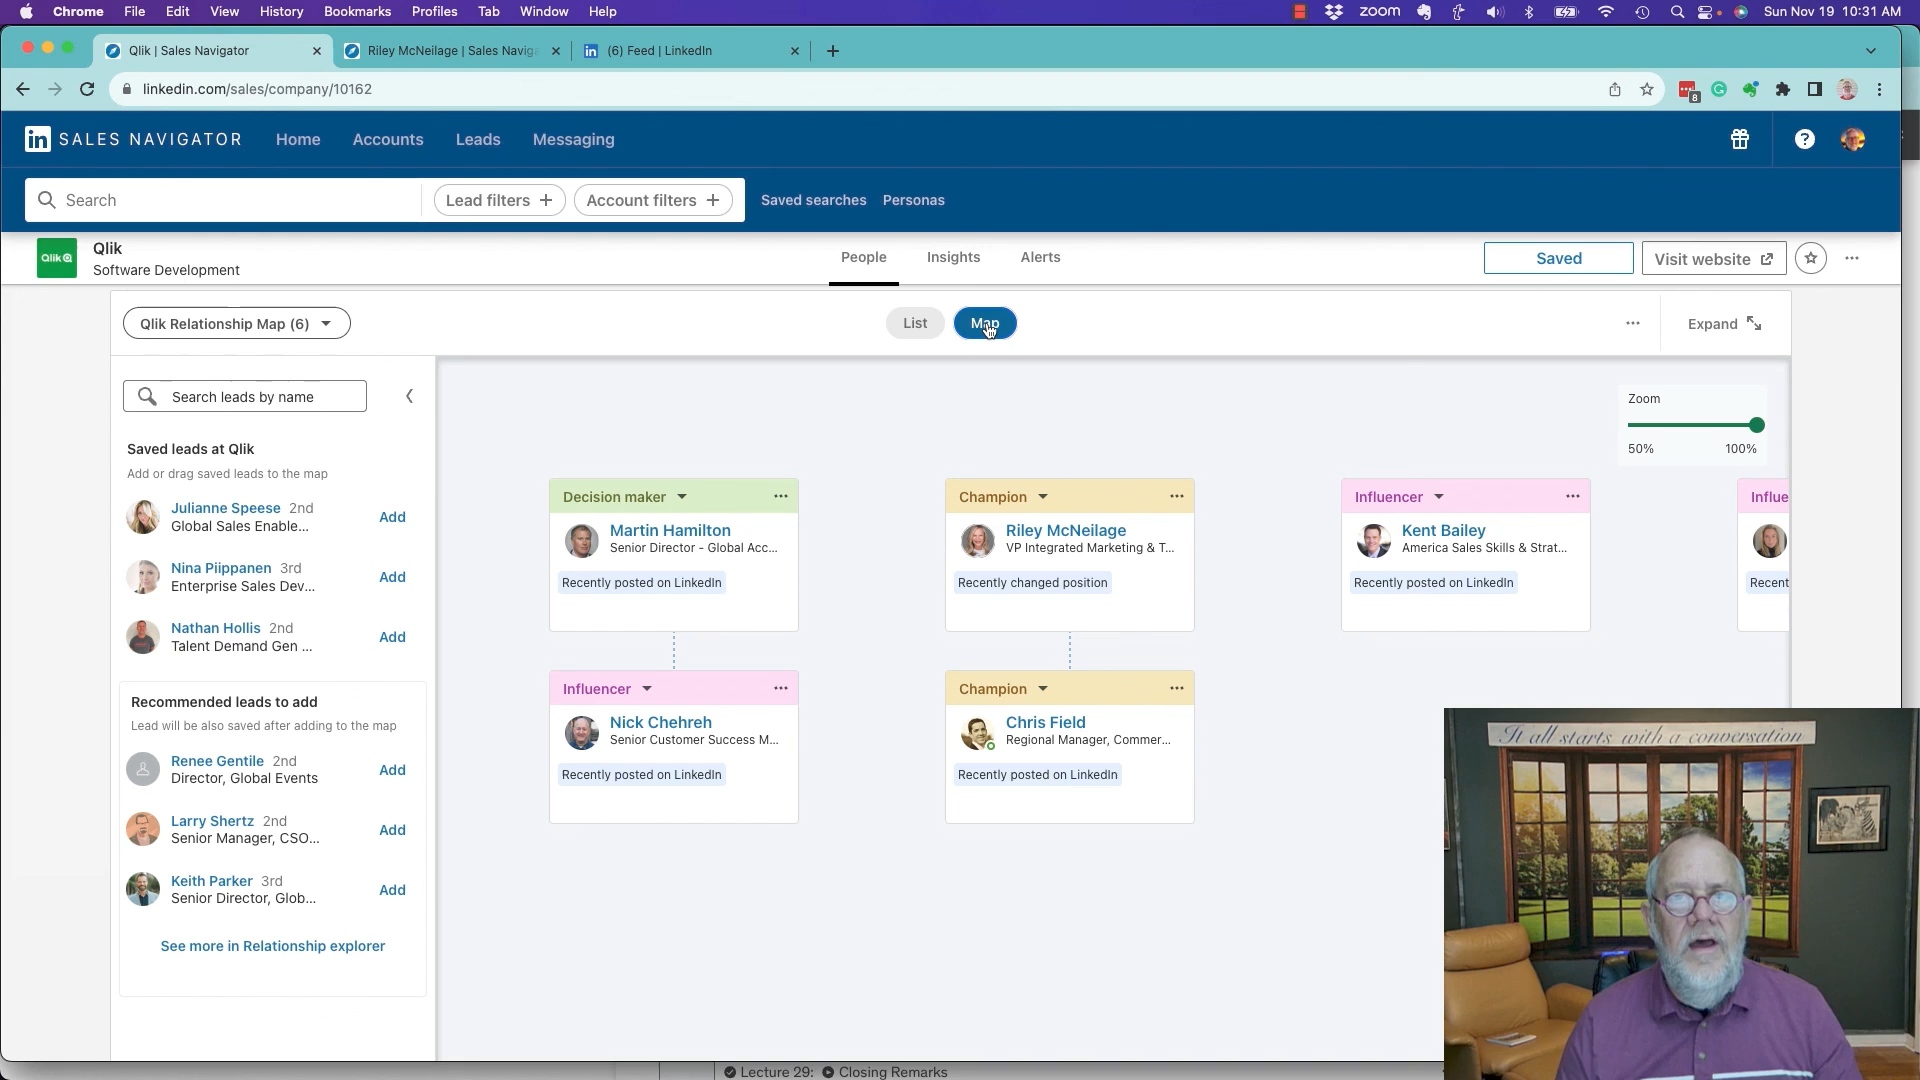 Chrome File Edit View History Bookmarks Profiles Tab Window Help
zoom Sun Nov 19 10:31 AM
Qlik | Sales Navigator
Riley McNeilage | Sales Naviga
(6) Feed | LinkedIn
linkedin.com/sales/company/10162
8
in SALES NAVIGATOR Home Accounts Leads Messaging
Search Lead filters + Account filters + Saved searches Personas
Qlik
Qlik
Software Development
People Insights Alerts
Saved Visit website
Qlik Relationship Map (6)
List Map
Expand
Search leads by name
Saved leads at Qlik
Add or drag saved leads to the map
Julianne Speese 2nd
Global Sales Enable...
Add
Nina Piippanen 3rd
Enterprise Sales Dev...
Add
Nathan Hollis 2nd
Talent Demand Gen ...
Add
Recommended leads to add
Lead will be also saved after adding to the map
Renee Gentile 2nd
Director, Global Events
Add
Larry Shertz 2nd
Senior Manager, CSO...
Add
Keith Parker 3rd
Senior Director, Glob...
Add
See more in Relationship explorer
Zoom
50% 100%
Decision maker
Martin Hamilton
Senior Director - Global Acc...
Recently posted on LinkedIn
Champion
Riley McNeilage
VP Integrated Marketing & T...
Recently changed position
Influencer
Kent Bailey
America Sales Skills & Strat...
Recently posted on LinkedIn
Influe
Recent
Influencer
Nick Chehreh
Senior Customer Success M...
Recently posted on LinkedIn
Champion
Chris Field
Regional Manager, Commer...
Recently posted on LinkedIn
It all starts with a conversation
Lecture 29: Closing Remarks